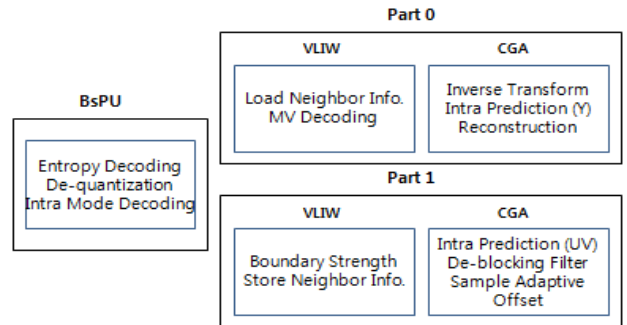 Part 0
VLIW
CGA
Load Neighbor Info.
MV Decoding
Inverse Transform
Intra Prediction (Y)
Reconstruction
BsPU
Entropy Decoding
De-quantization
Intra Mode Decoding
Part 1
VLIW
CGA
Boundary Strength
Store Neighbor Info.
Intra Prediction (UV)
De-blocking Filter
Sample Adaptive
Offset